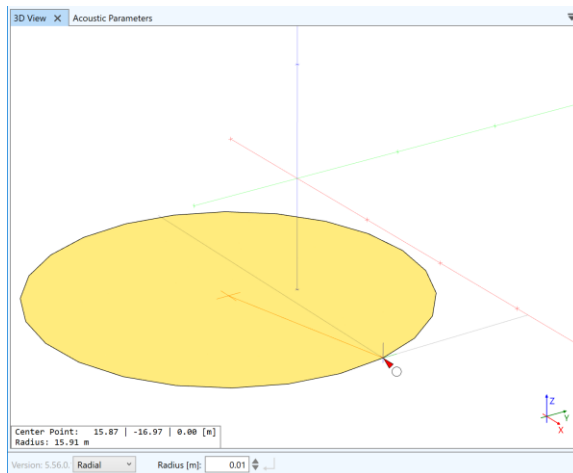 3D View X Acoustic Parameters
Z
Y
X
Center Point: 15.87 | -16.97 | 0.00 [m]
Radius: 15.91 m
Version: 5.56.0. Radial Radius [m]: 0.01